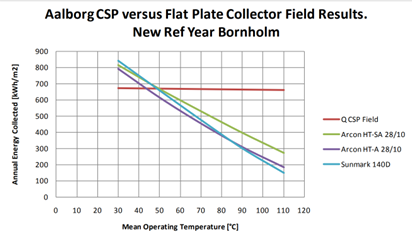 Aalborg CSP versus Flat Plate Collector Field Results.
New Ref Year Bornholm
Annual Energy Collected [kWh/m2]
900
800
700
600
500
400
300
200
100
0
0 10 20 30 40 50 60 70 80 90 100 110 120
Mean Operating Temperature [°C]
Q CSP Field
Arcon HT-SA 28/10
Arcon HT-A 28/10
Sunmark 140D